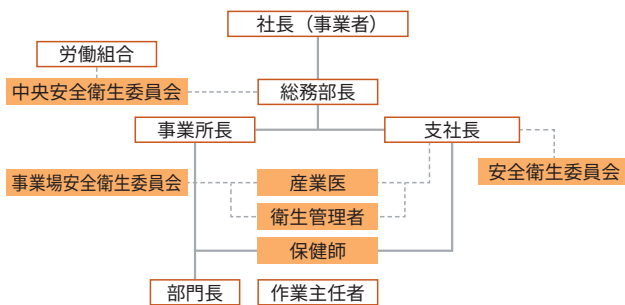 社長（事業者）
労働組合
中央安全衛生委員会
総務部長
事業所長
支社長
安全衛生委員会
事業場安全衛生委員会
産業医
衛生管理者
保健師
部門長
作業主任者